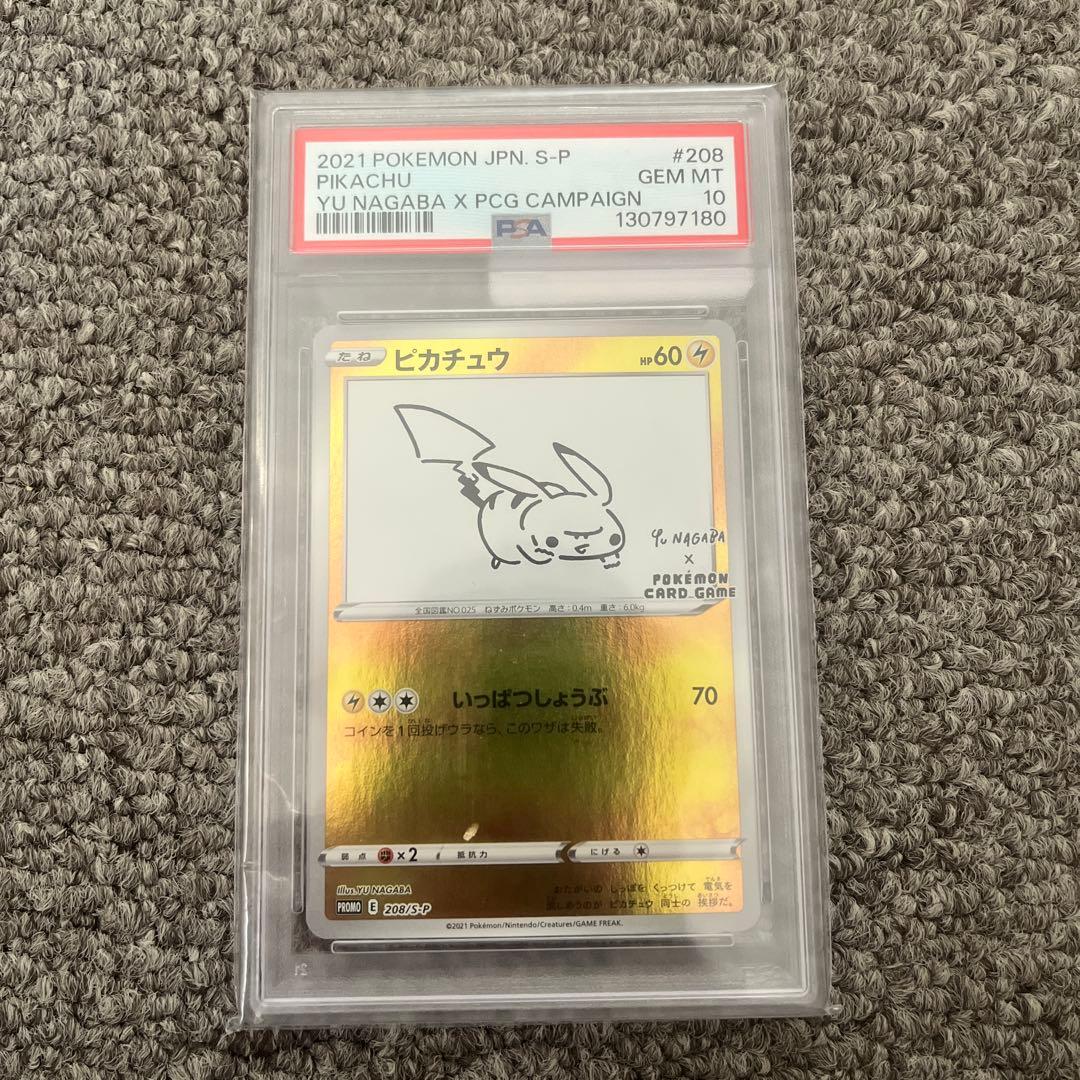 2021 POKEMON JPN. S-P #208
PIKACHU GEM MT
YU NAGABA X PCG CAMPAIGN 10
PSA 130797180
たね ピカチュウ HP60
YU NAGABA
X
POKÉMON
CARD GAME
全国図鑑NO.025 ねずみポケモン 高さ:0.4m 重さ:6.0kg
いっぱつしょうぶ 70
コインを1回投げウラなら、このワザは失敗。
弱点 ×2 抵抗力 にげる
Illus.YU NAGABA
おたがいの しっぽを くっつけて 電気を
PROMO E 208/S-P
流しあうのが ピカチュウ 同士の 挨拶だ。
©2021 Pokémon/Nintendo/Creatures/GAME FREAK.